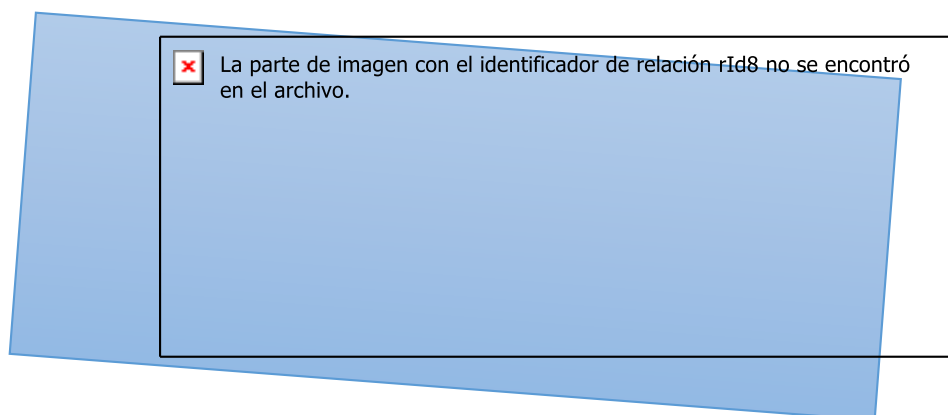 La parte de imagen con el identificador de relación rId8 no se encontró
en el archivo.